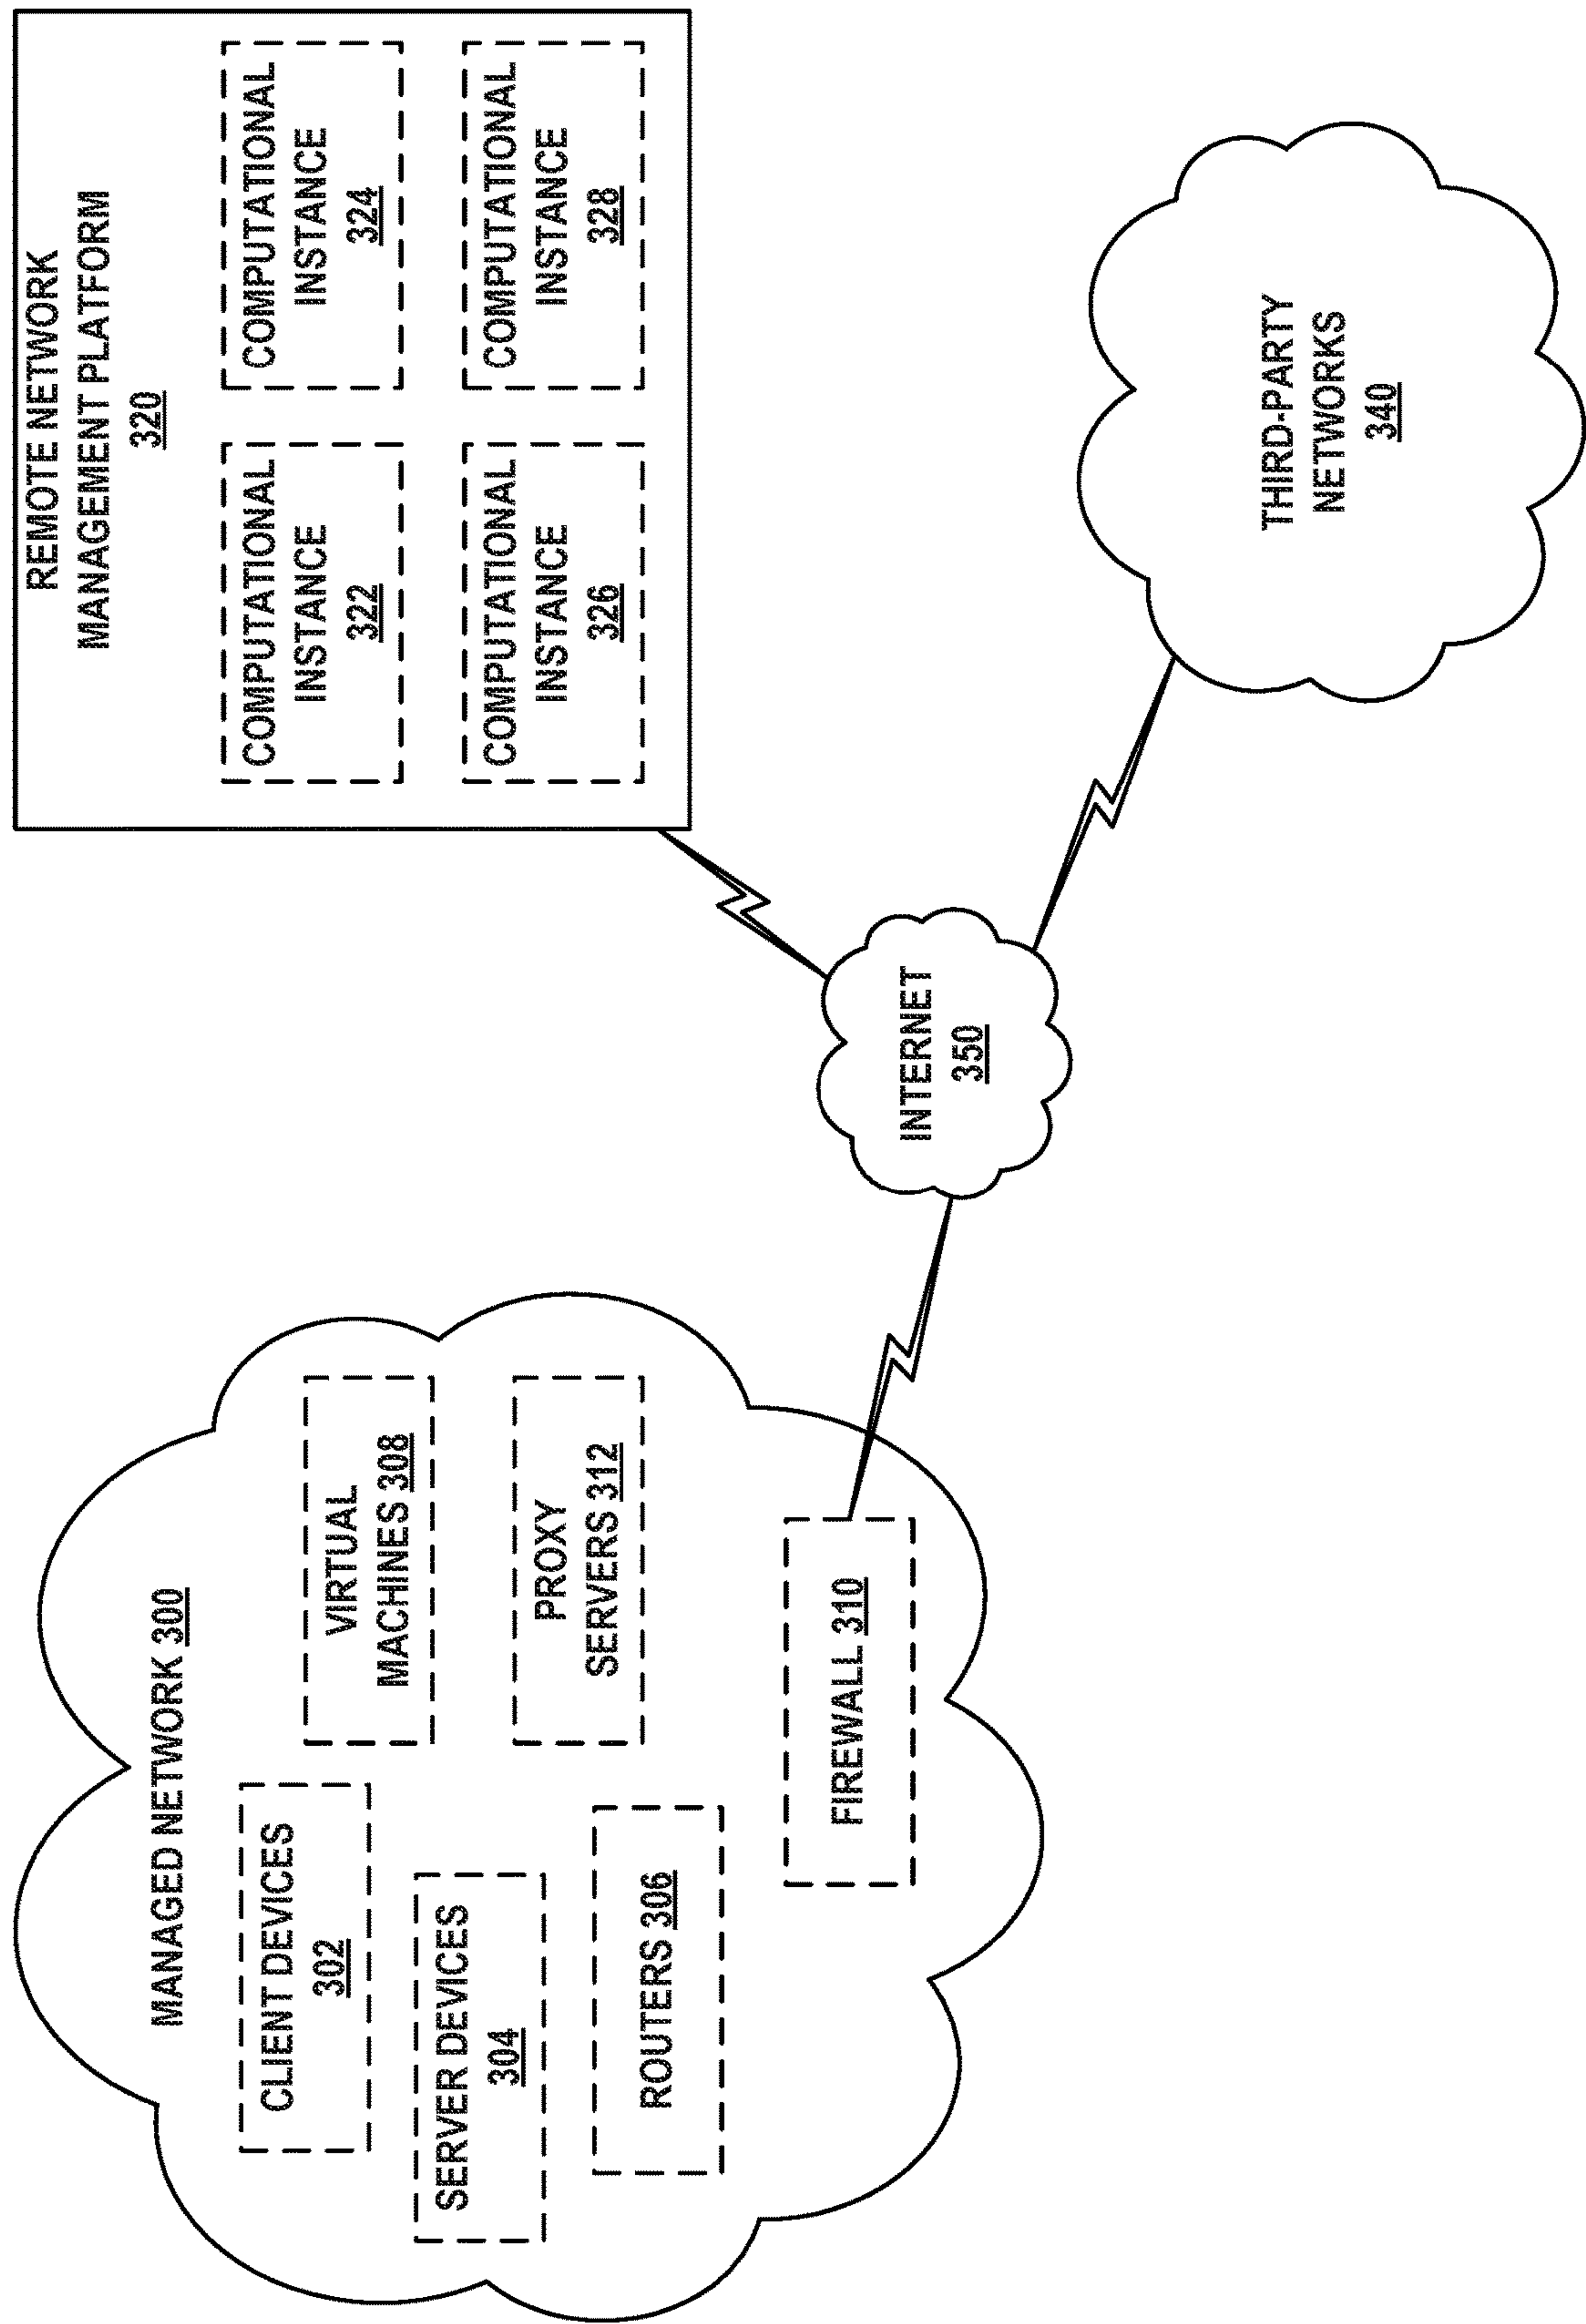 MANAGED NETWORK 300
CLIENT DEVICES
302
SERVER DEVICES
304
ROUTERS 306
VIRTUAL
MACHINES 308
PROXY
SERVERS 312
FIREWALL 310
INTERNET
350
REMOTE NETWORK
MANAGEMENT PLATFORM
320
COMPUTATIONAL
INSTANCE
322
COMPUTATIONAL
INSTANCE
324
COMPUTATIONAL
INSTANCE
326
COMPUTATIONAL
INSTANCE
328
THIRD-PARTY
NETWORKS
340